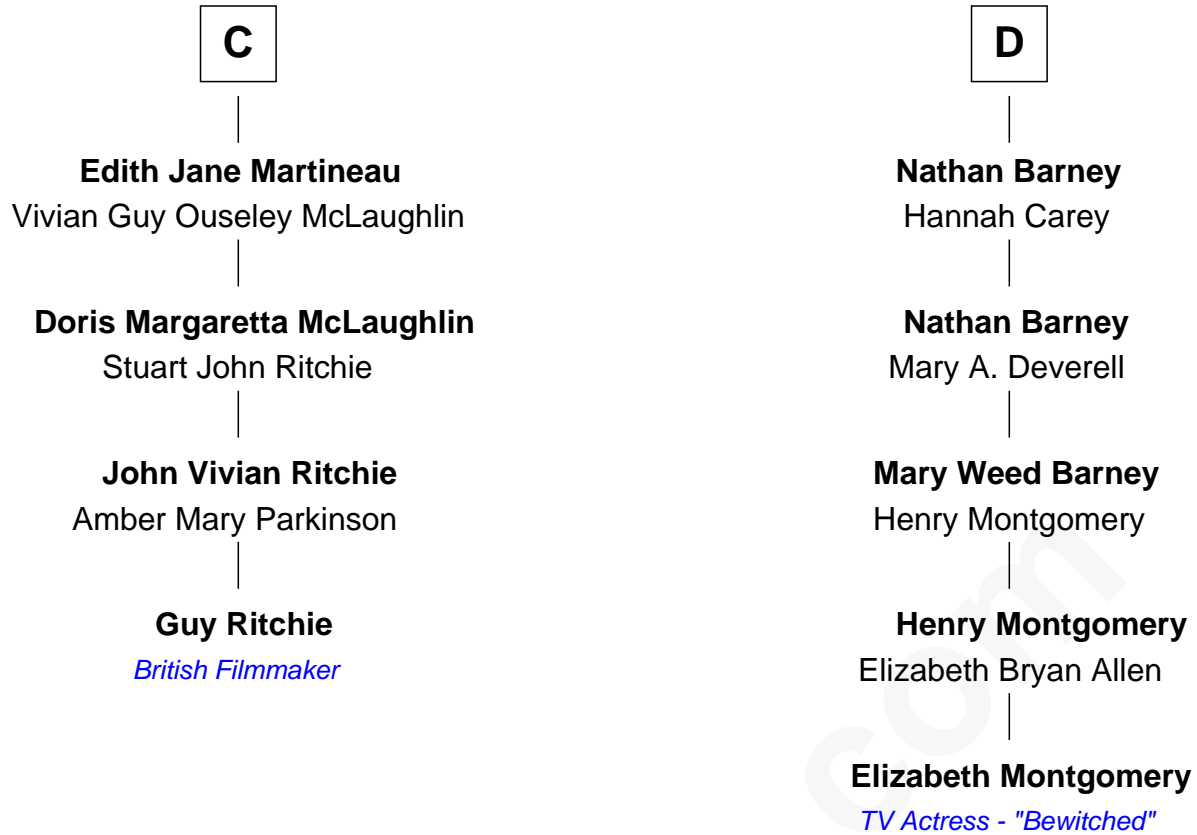 C
Edith Jane Martineau
Vivian Guy Ouseley McLaughlin
Doris Margaretta McLaughlin
Stuart John Ritchie
John Vivian Ritchie
Amber Mary Parkinson
Guy Ritchie
British Filmmaker
D
Nathan Barney
Hannah Carey
Nathan Barney
Mary A. Deverell
Mary Weed Barney
Henry Montgomery
Henry Montgomery
Elizabeth Bryan Allen
Elizabeth Montgomery
TV Actress - "Bewitched"
com